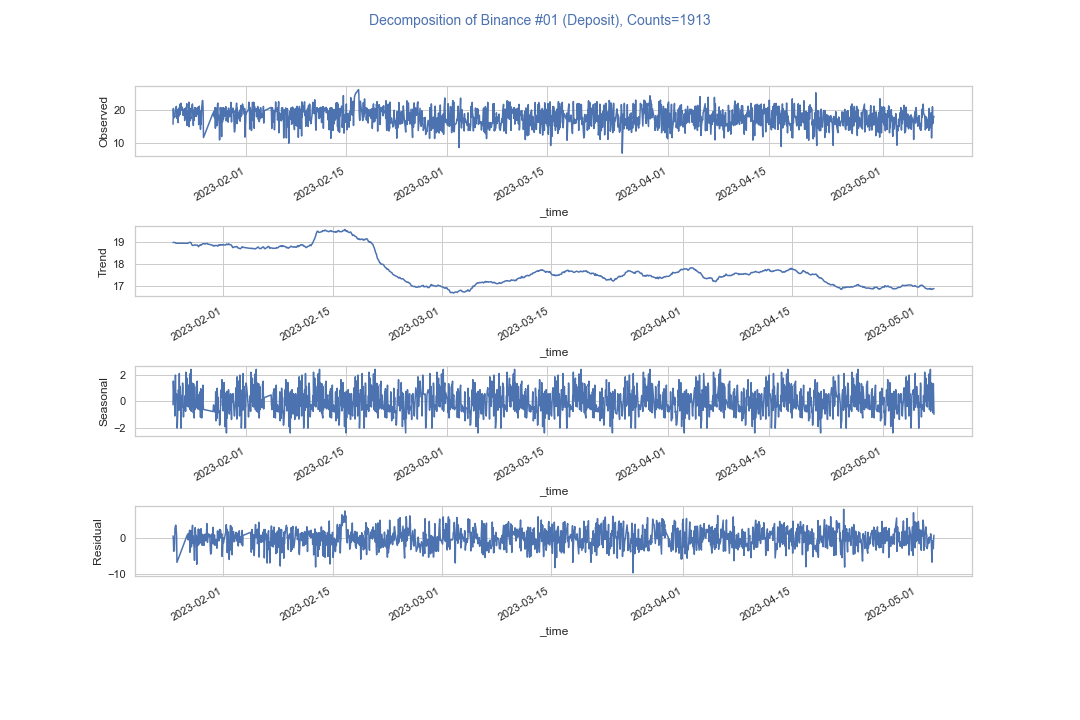 Decomposition of Binance #01 (Deposit), Counts=1913
Observed
20
10
2023-02-01 2023-02-15 2023-03-01 2023-03-15 2023-04-01 2023-04-15 2023-05-01
_time
Trend
19
18
17
2023-02-01 2023-02-15 2023-03-01 2023-03-15 2023-04-01 2023-04-15 2023-05-01
_time
Seasonal
2
0
−2
2023-02-01 2023-02-15 2023-03-01 2023-03-15 2023-04-01 2023-04-15 2023-05-01
_time
Residual
0
−10
2023-02-01 2023-02-15 2023-03-01 2023-03-15 2023-04-01 2023-04-15 2023-05-01
_time